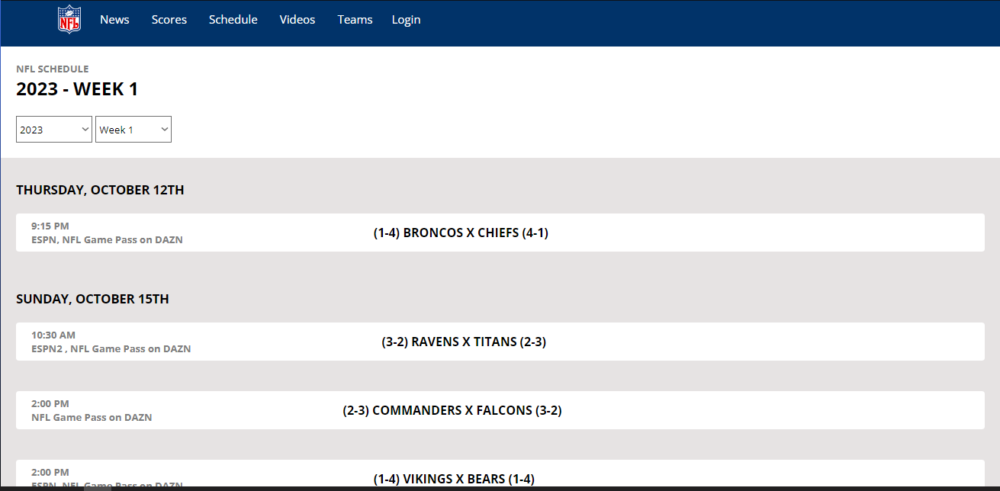 NFL
News Scores Schedule Videos Teams Login
NFL SCHEDULE
2023 - WEEK 1
2023 Week 1
THURSDAY, OCTOBER 12TH
9:15 PM
ESPN, NFL Game Pass on DAZN
(1-4) BRONCOS X CHIEFS (4-1)
SUNDAY, OCTOBER 15TH
10:30 AM
ESPN2 , NFL Game Pass on DAZN
(3-2) RAVENS X TITANS (2-3)
2:00 PM
NFL Game Pass on DAZN
(2-3) COMMANDERS X FALCONS (3-2)
2:00 PM
ESPN, NFL Game Pass on DAZN
(1-4) VIKINGS X BEARS (1-4)